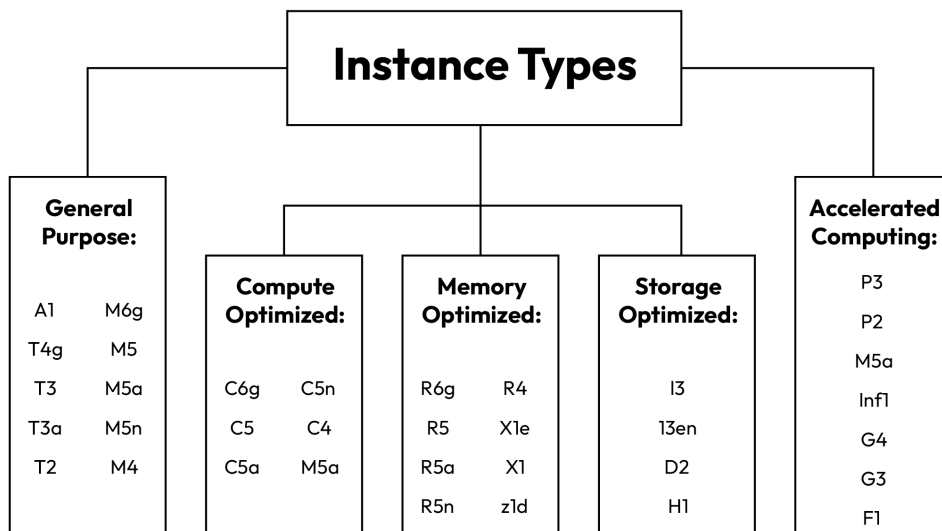 Instance Types
General
Purpose:
A1 M6g
T4g M5
T3 M5a
T3a M5n
T2 M4
Compute
Optimized:
C6g C5n
C5 C4
C5a M5a
Memory
Optimized:
R6g R4
R5 X1e
R5a X1
R5n z1d
Storage
Optimized:
I3
13en
D2
H1
Accelerated
Computing:
P3
P2
M5a
Inf1
G4
G3
F1